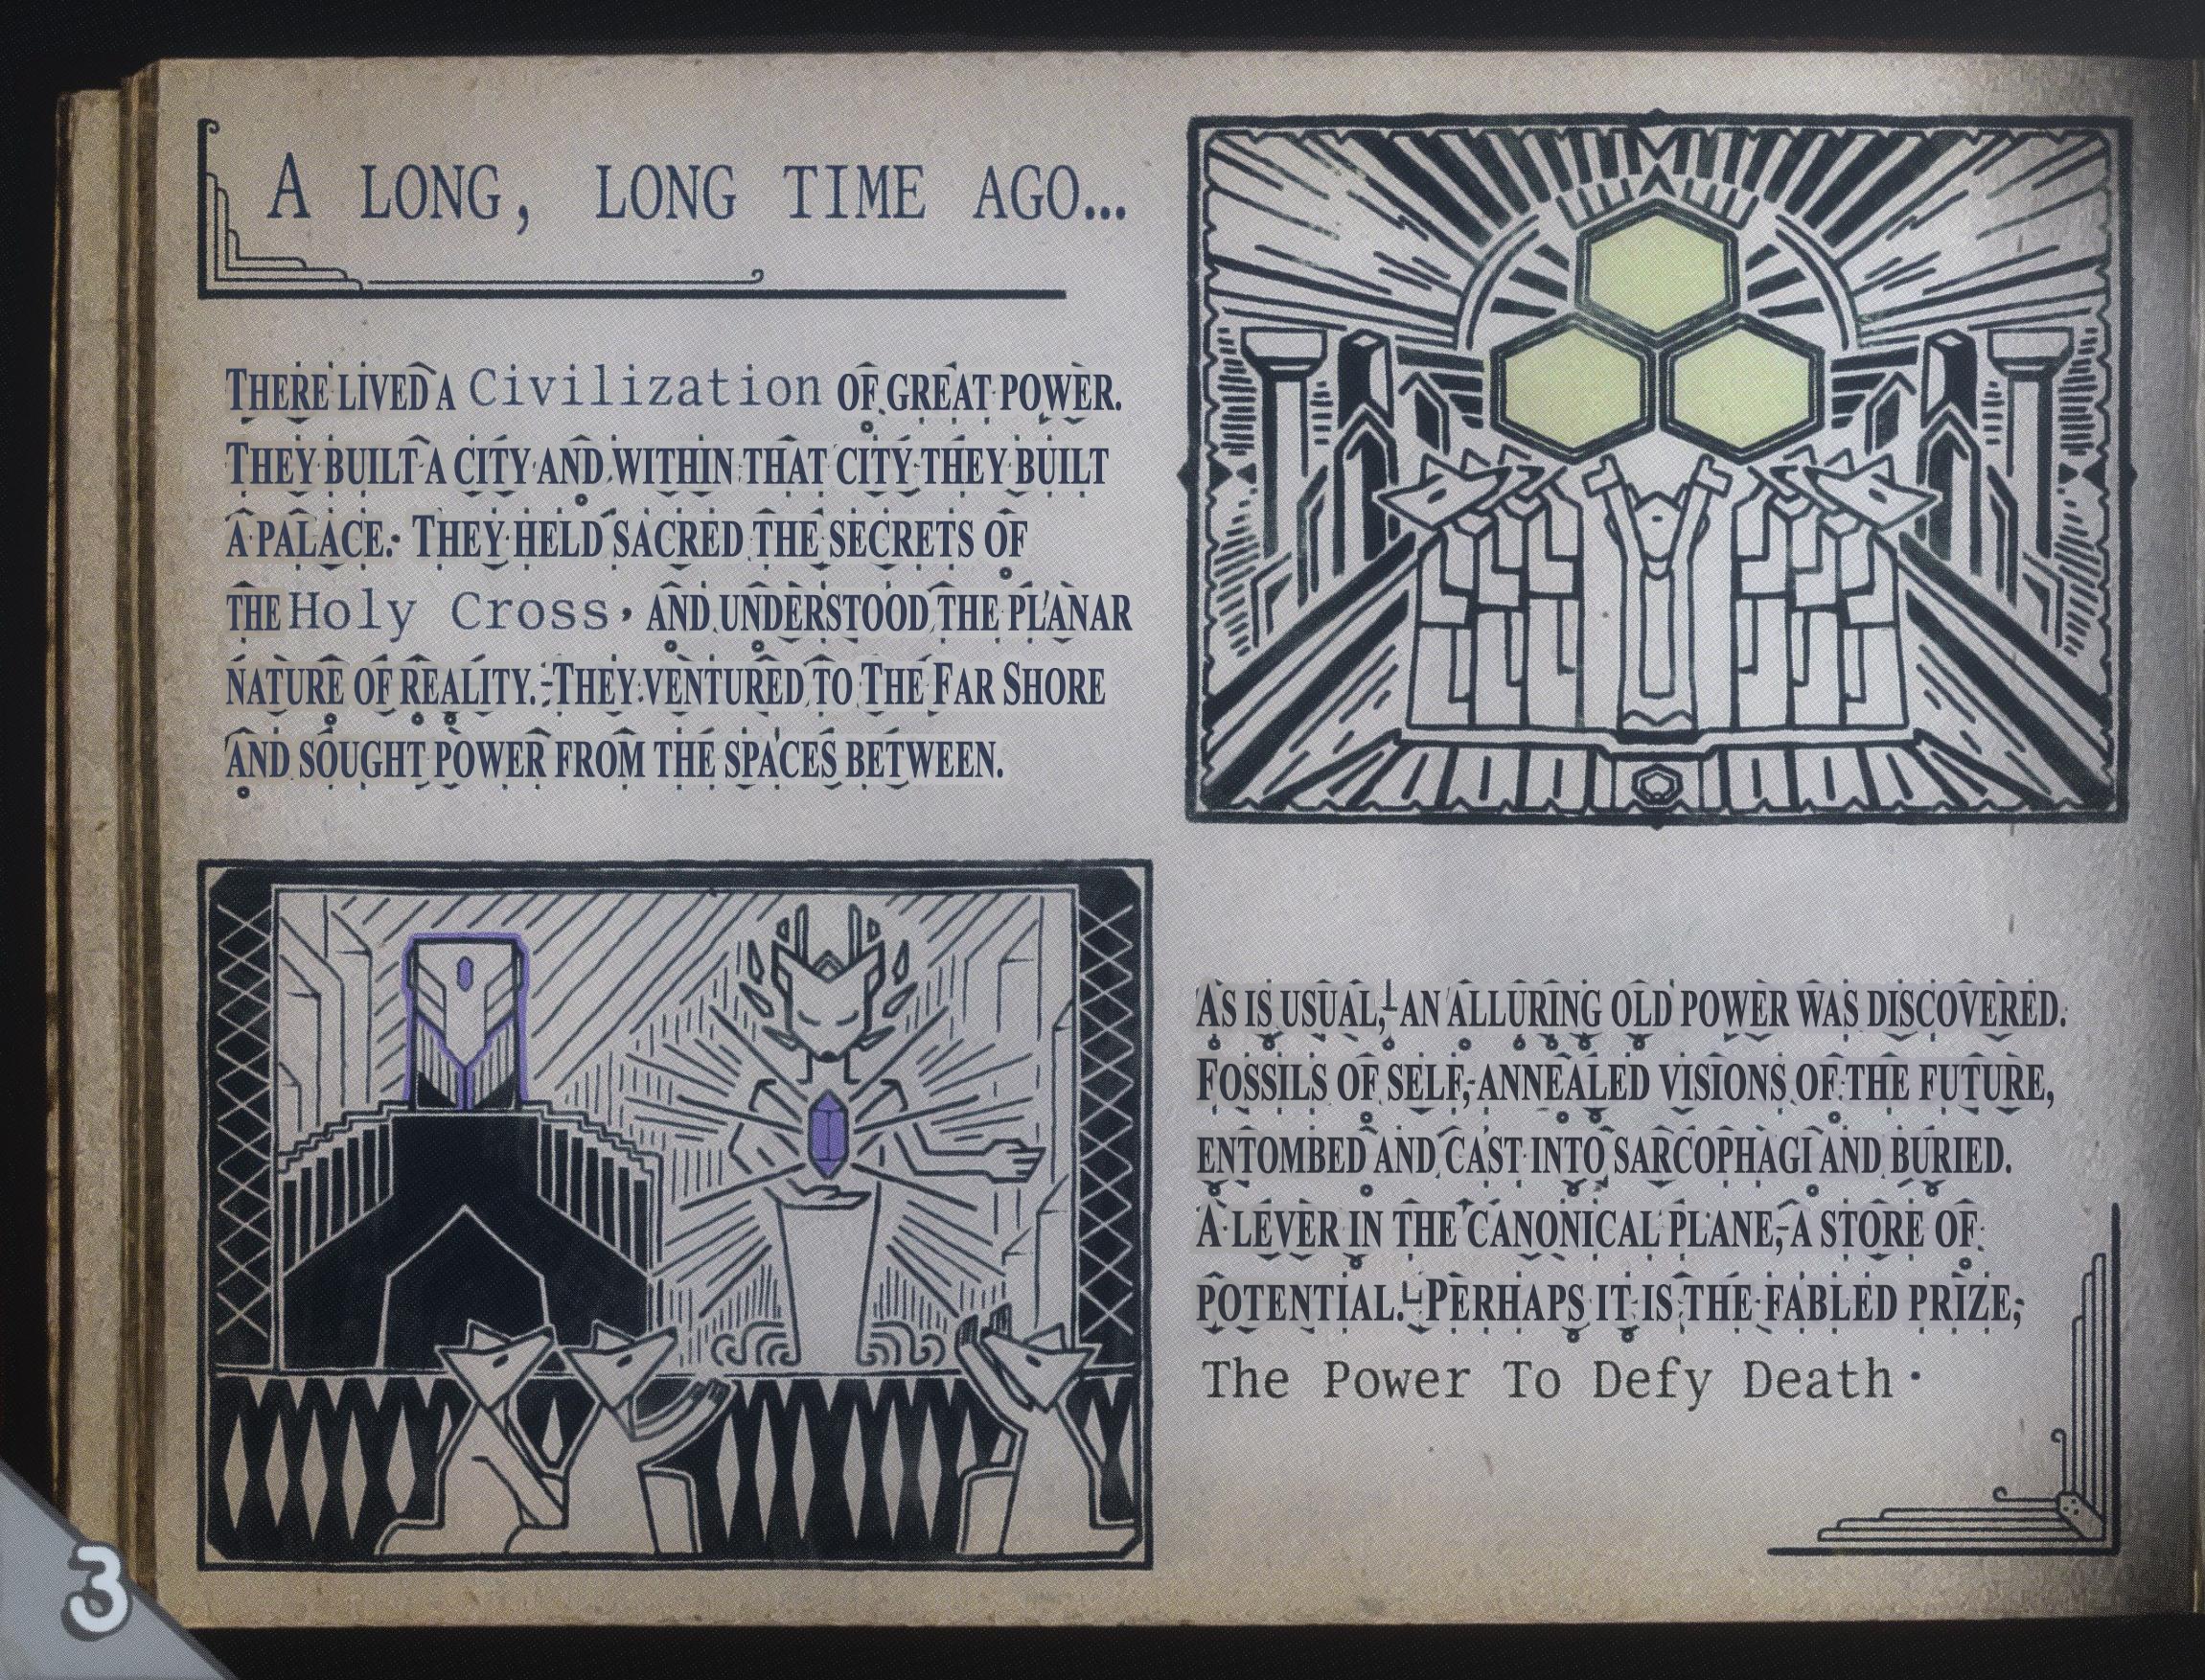 A LONG, LONG TIME AGO...
THERE LIVED A Civilization OF GREAT POWER.
THEY BUILT A CITY AND WITHIN THAT CITY THEY BUILT
A PALACE. THEY HELD SACRED THE SECRETS OF
THE Holy Cross, AND UNDERSTOOD THE PLANAR
NATURE OF REALITY. THEY VENTURED TO THE FAR SHORE
AND SOUGHT POWER FROM THE SPACES BETWEEN.
AS IS USUAL, AN ALLURING OLD POWER WAS DISCOVERED.
FOSSILS OF SELF, ANNEALED VISIONS OF THE FUTURE,
ENTOMBED AND CAST INTO SARCOPHAGI AND BURIED.
A LEVER IN THE CANONICAL PLANE, A STORE OF
POTENTIAL. PERHAPS IT IS THE FABLED PRIZE,
The Power To Defy Death.
3